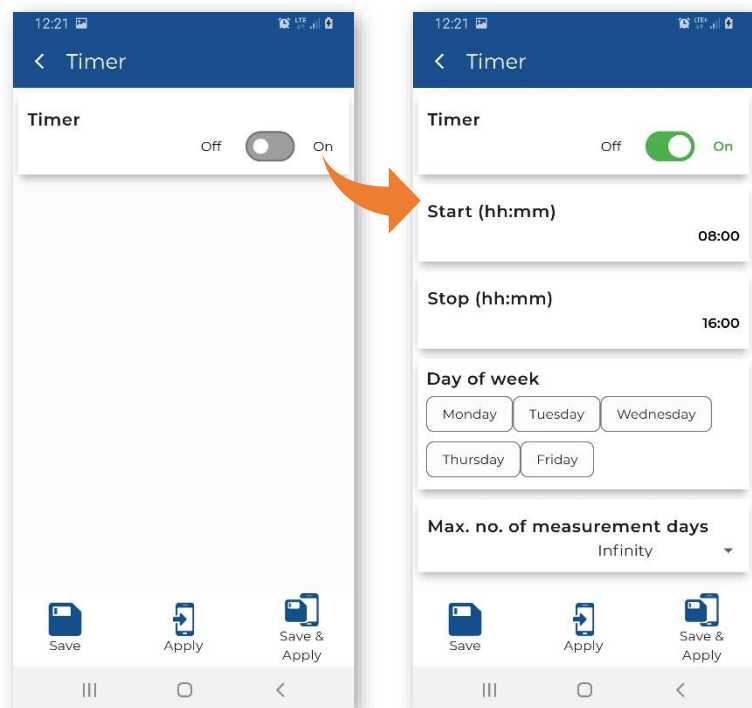 12:21
LTE
Timer
Timer
Off On
Save
Apply
Save &
Apply
12:21
LTE+
Timer
Timer
Off On
Start (hh:mm)
08:00
Stop (hh:mm)
16:00
Day of week
Monday Tuesday Wednesday
Thursday Friday
Max. no. of measurement days
Infinity
Save
Apply
Save &
Apply